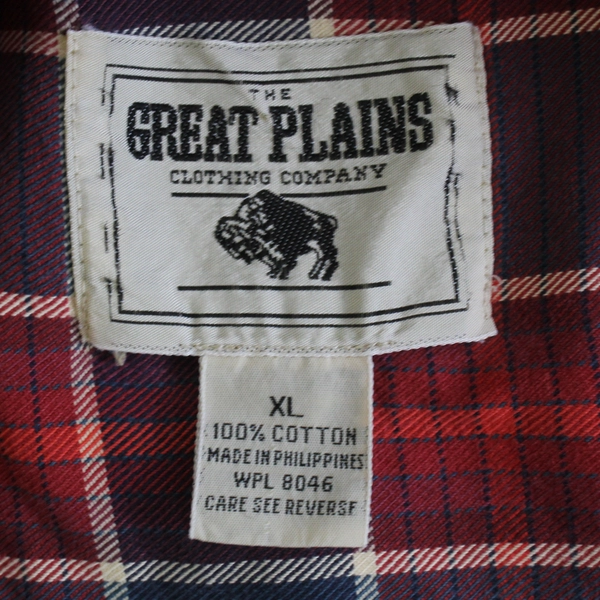 THE
GREAT PLAINS
CLOTHING COMPANY
XL
100% COTTON
MADE IN PHILIPPINES
WPL 8046
CARE SEE REVERSE